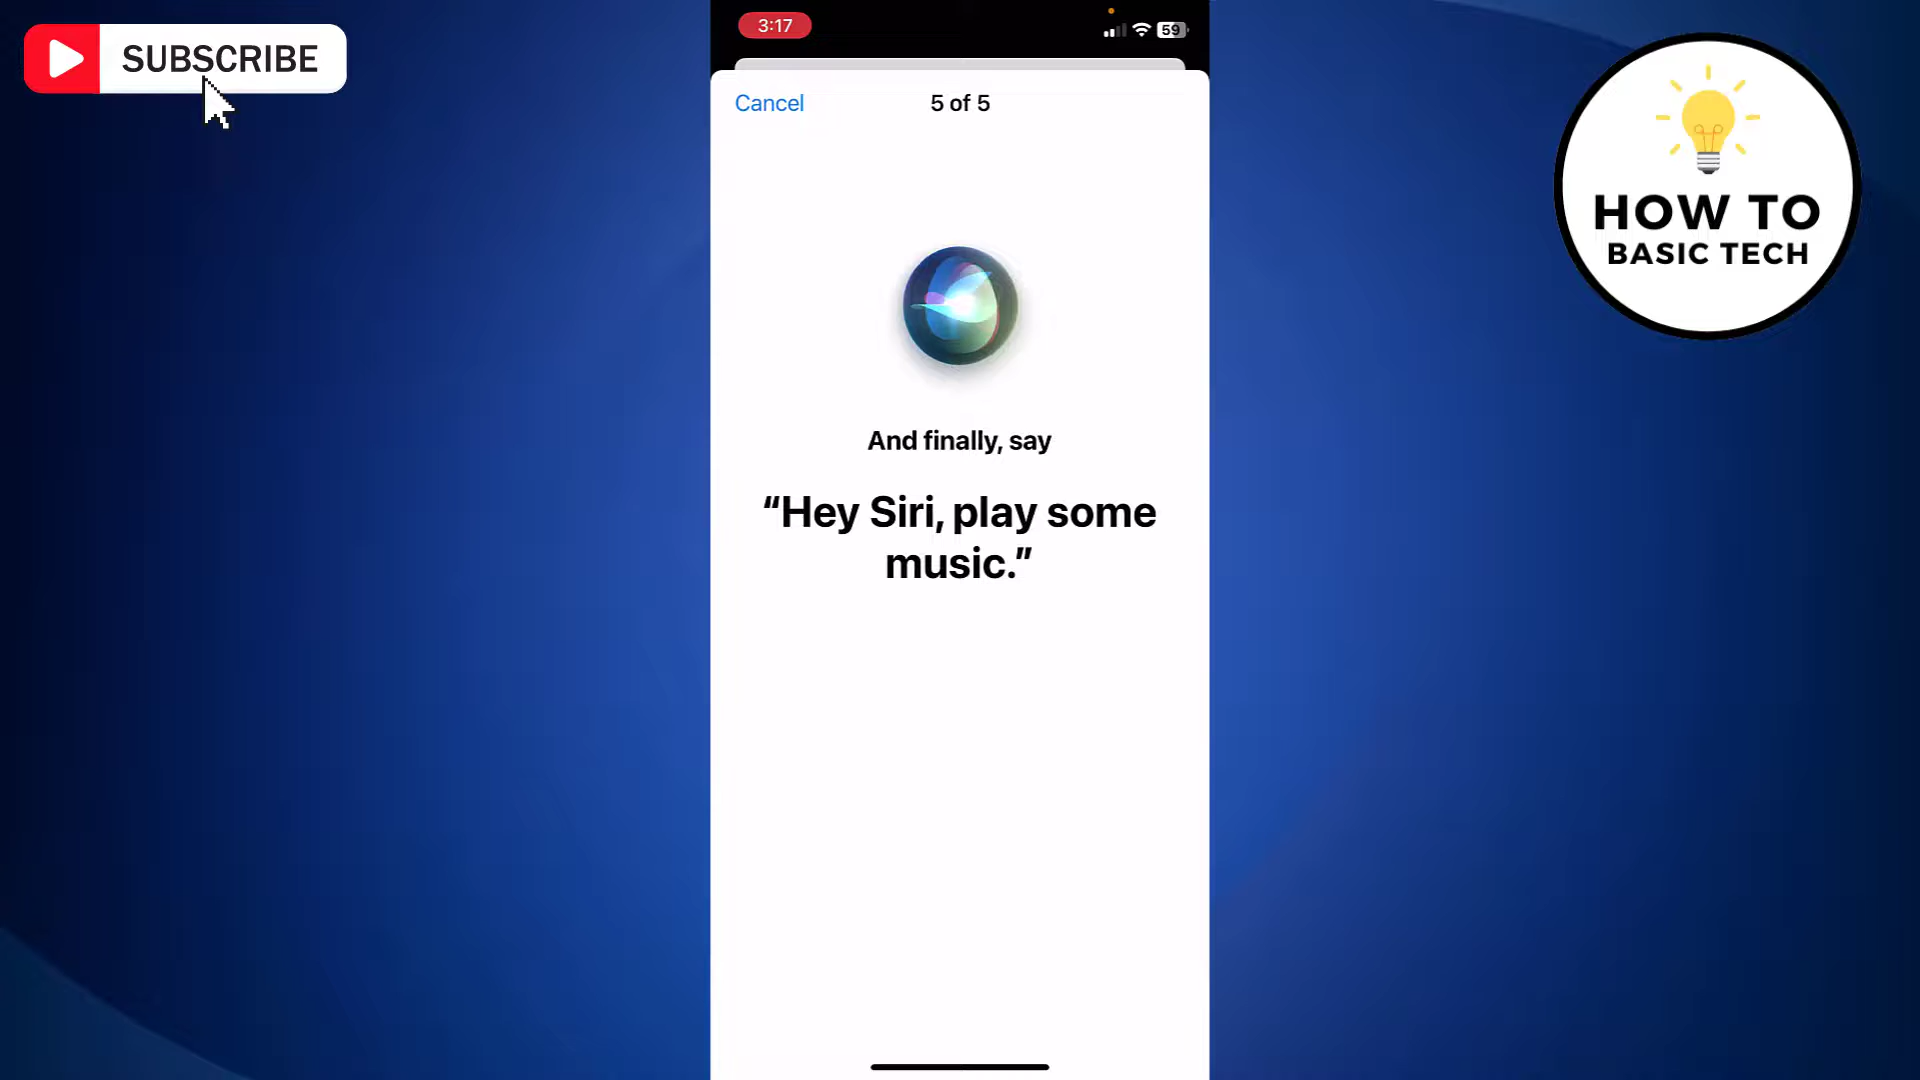 SUBSCRIBE
3:17
59
Cancel
5 of 5
And finally, say
“Hey Siri, play some
music.”
HOW TO
BASIC TECH